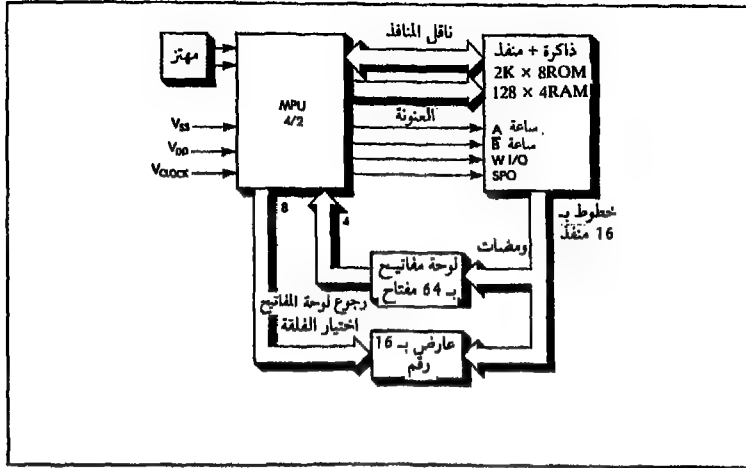 ناقل المنافذ
مهتز
MPU
4/2
ذاكرة + منفذ
2K × 8ROM
128 × 4RAM
العنونة
ساعة A
ساعة B̅
W I/O
SPO
VSS
VDD
VCLOCK
8
4
خطوط بـ
16 منفذ
ومضات
لوحة مفاتيح
بـ 64 مفتاح
رجوع لوحة المفاتيح
اختيار الفلقة
عارض بـ 16
رقم